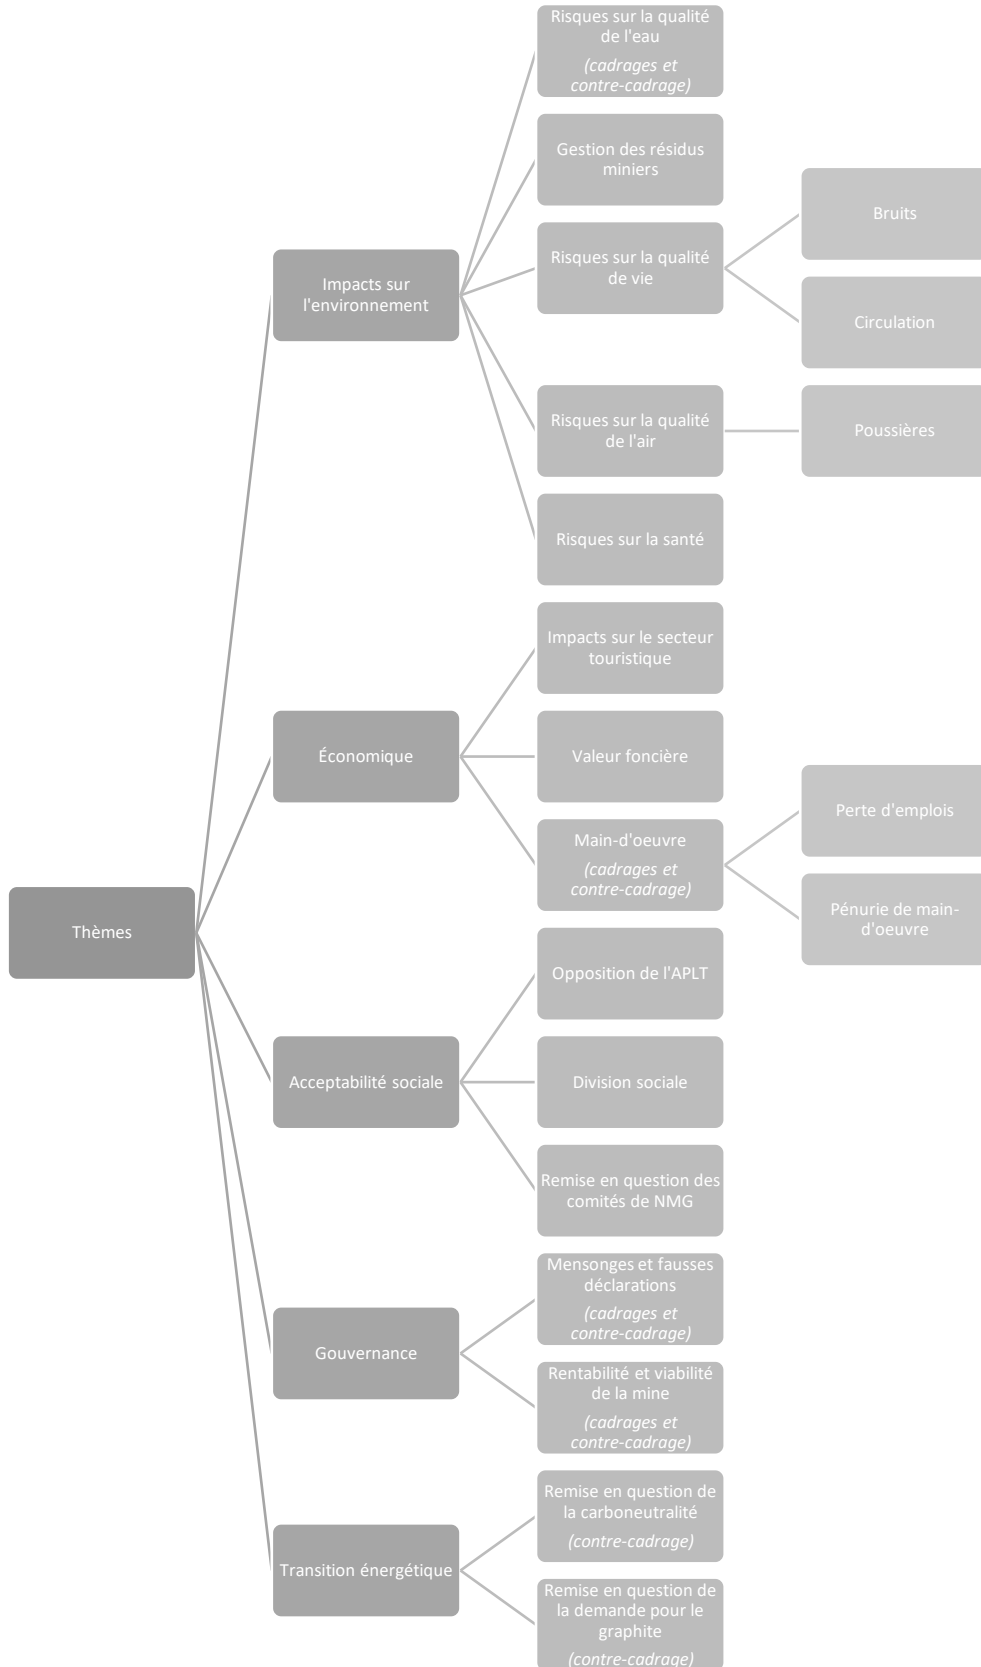 Thèmes
Impacts sur
l'environnement
Risques sur la qualité
de l'eau
(cadrages et
contre-cadrage)
Gestion des résidus
miniers
Risques sur la qualité
de vie
Bruits
Circulation
Risques sur la qualité
de l'air
Poussières
Risques sur la santé
Économique
Impacts sur le secteur
touristique
Valeur foncière
Main-d'oeuvre
(cadrages et
contre-cadrage)
Perte d'emplois
Pénurie de main-
d'oeuvre
Acceptabilité sociale
Opposition de l'APLT
Division sociale
Remise en question des
comités de NMG
Gouvernance
Mensonges et fausses
déclarations
(cadrages et
contre-cadrage)
Rentabilité et viabilité
de la mine
(cadrages et
contre-cadrage)
Transition énergétique
Remise en question de
la carboneutralité
(contre-cadrage)
Remise en question de
la demande pour le
graphite
(contre-cadrage)